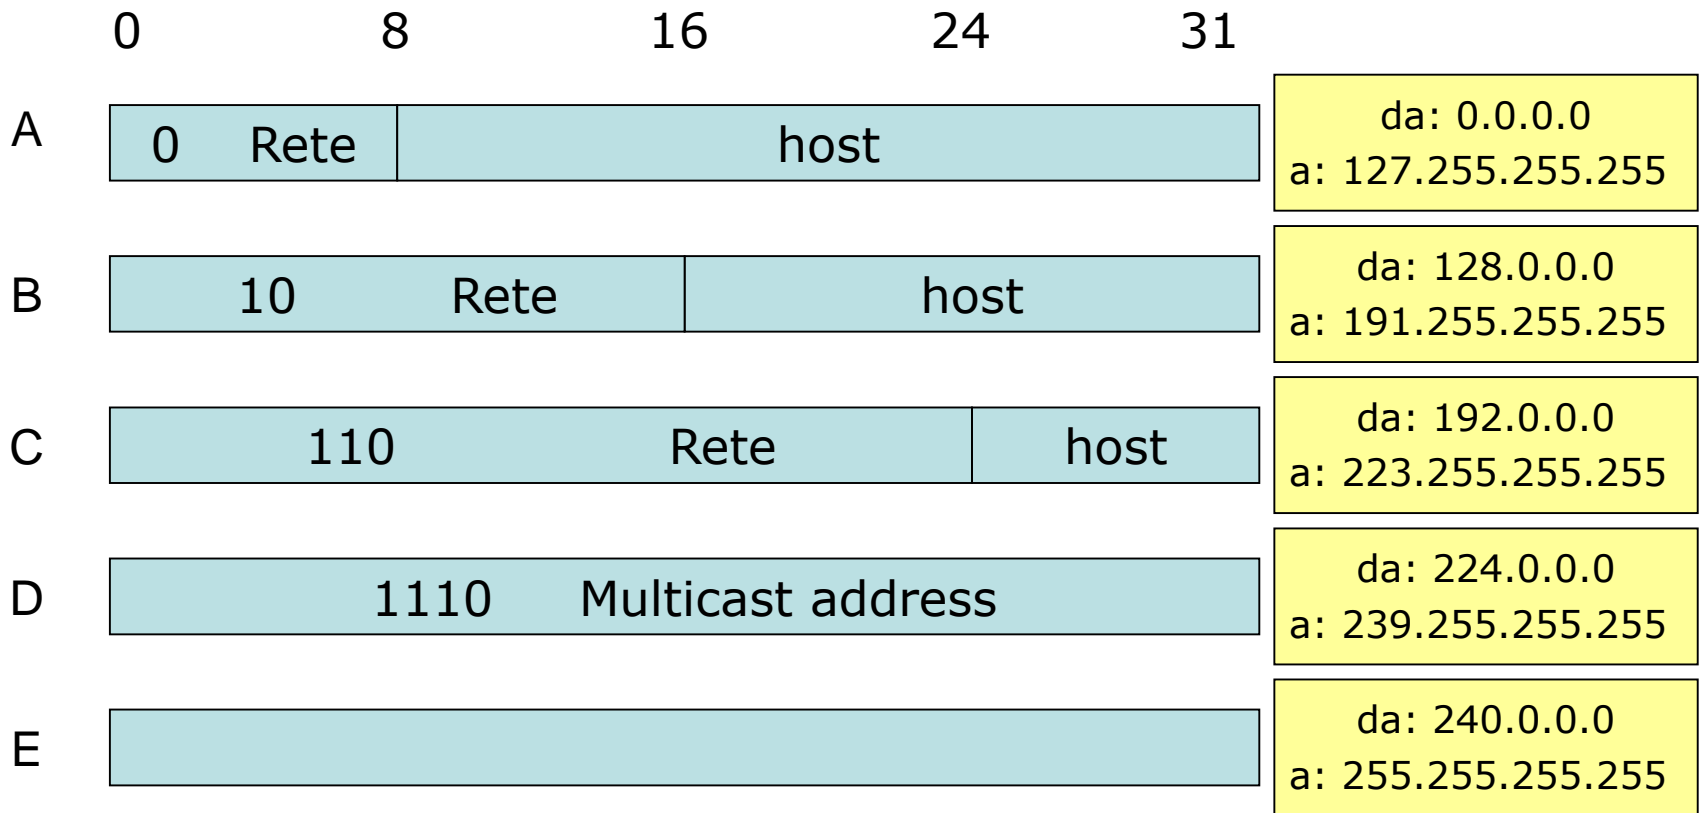 0 8 16 24 31
A 0 Rete host da: 0.0.0.0
a: 127.255.255.255
B 10 Rete host da: 128.0.0.0
a: 191.255.255.255
C 110 Rete host da: 192.0.0.0
a: 223.255.255.255
D 1110 Multicast address da: 224.0.0.0
a: 239.255.255.255
E da: 240.0.0.0
a: 255.255.255.255